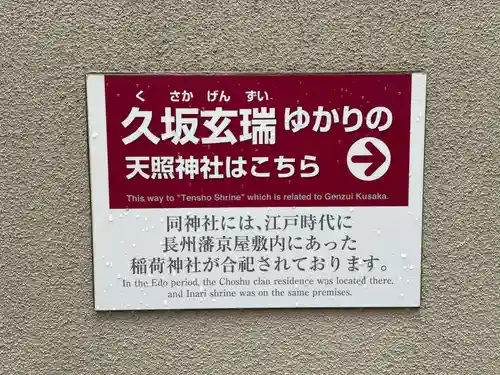 く さか げん ずい
久坂玄瑞ゆかりの
天照神社はこちら
This way to "Tensho Shrine" which is related to Genzui Kusaka.
同神社には、江戸時代に
長州藩京屋敷内にあった
稲荷神社が合祀されております。
In the Edo period, the Choshu clan residence was located there,
and Inari shrine was on the same premises.